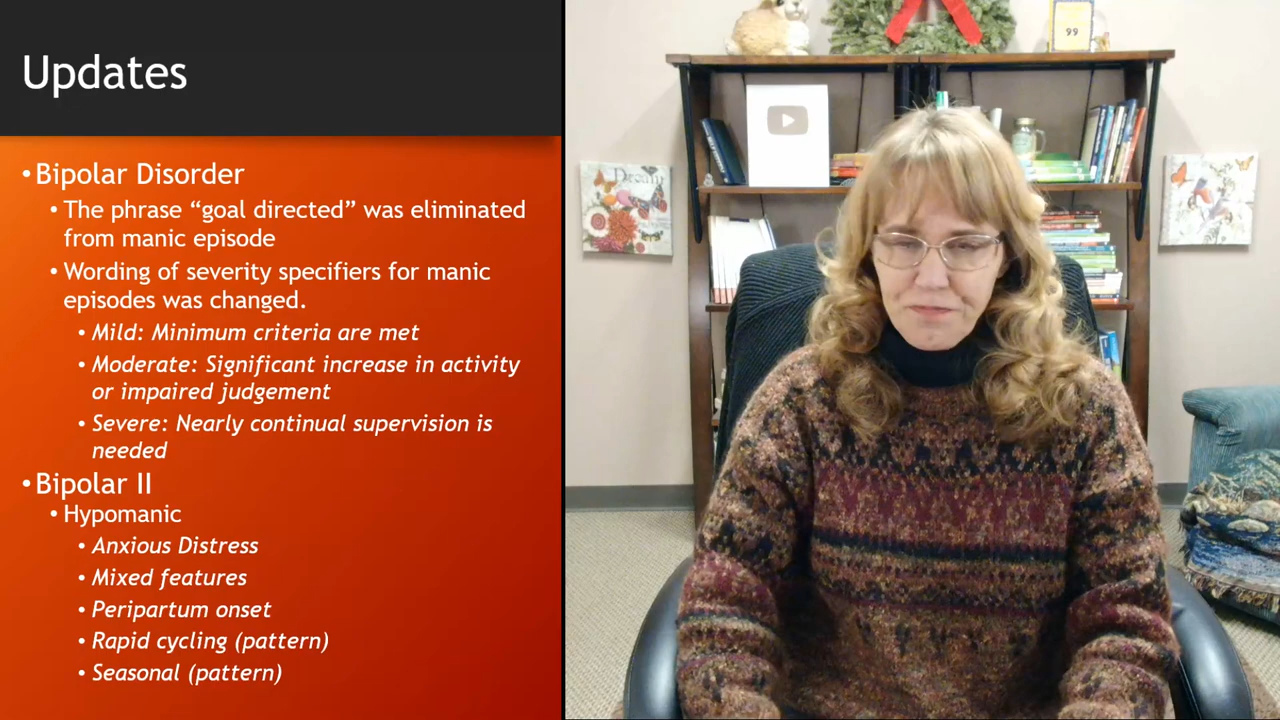 Updates
• Bipolar Disorder
• The phrase “goal directed” was eliminated
from manic episode
• Wording of severity specifiers for manic
episodes was changed.
• Mild: Minimum criteria are met
• Moderate: Significant increase in activity
or impaired judgement
• Severe: Nearly continual supervision is
needed
• Bipolar II
• Hypomanic
• Anxious Distress
• Mixed features
• Peripartum onset
• Rapid cycling (pattern)
• Seasonal (pattern)
99
Dream